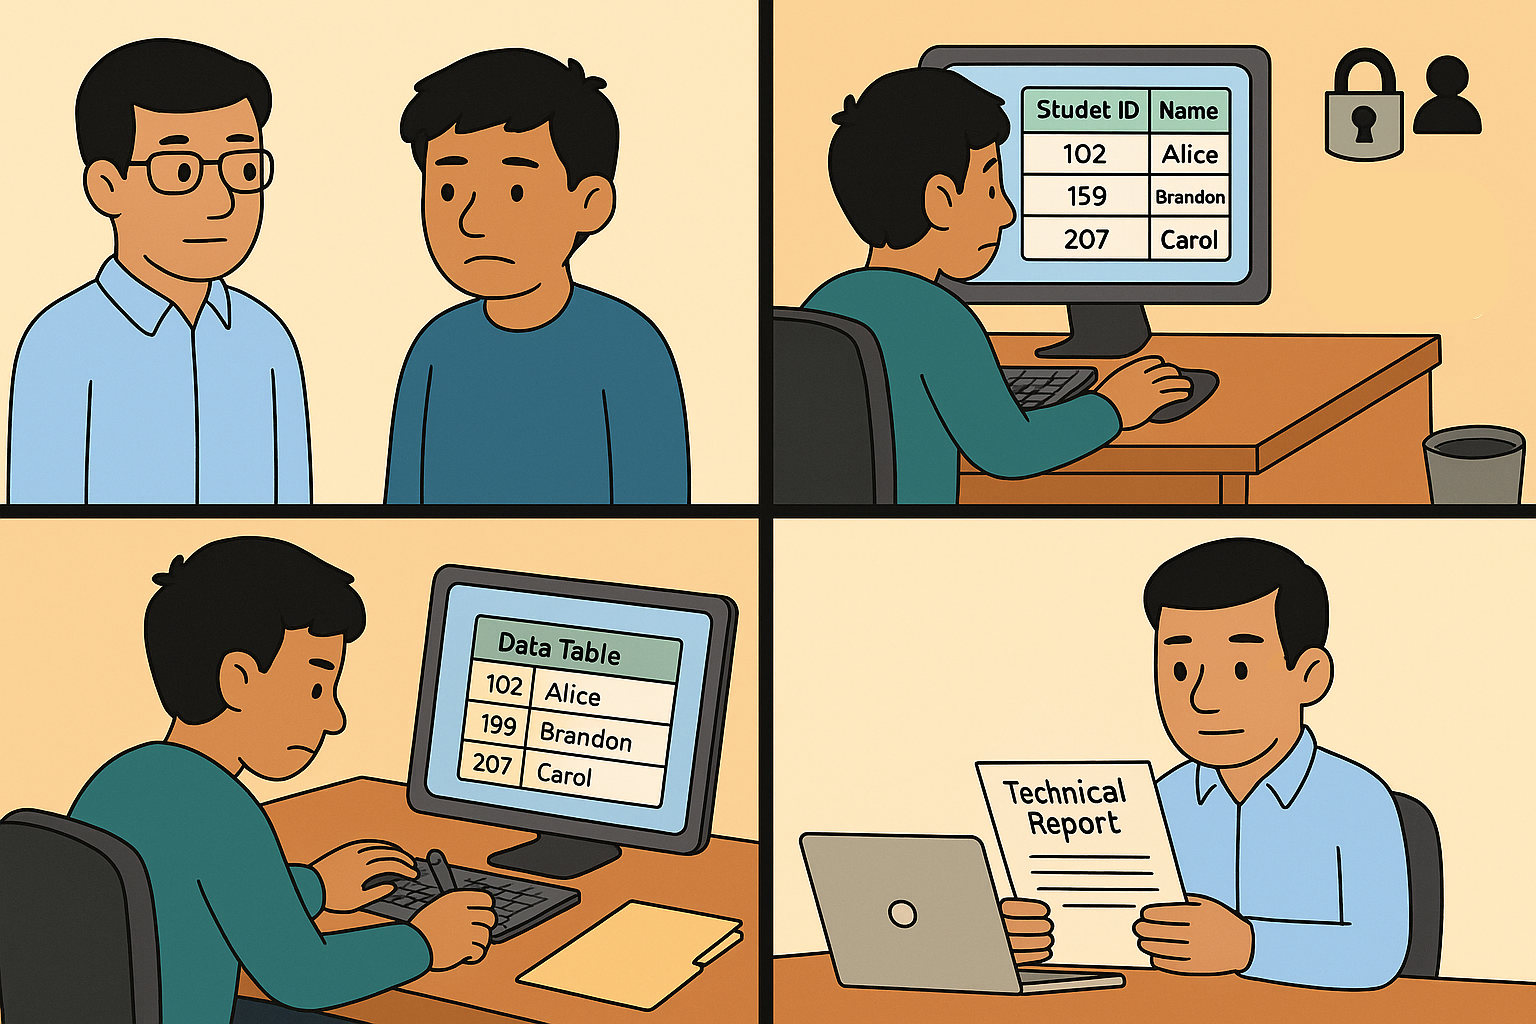 Studet ID Name
102 Alice
159 Brandon
207 Carol
Data Table
102 Alice
199 Brandon
207 Carol
Technical
Report